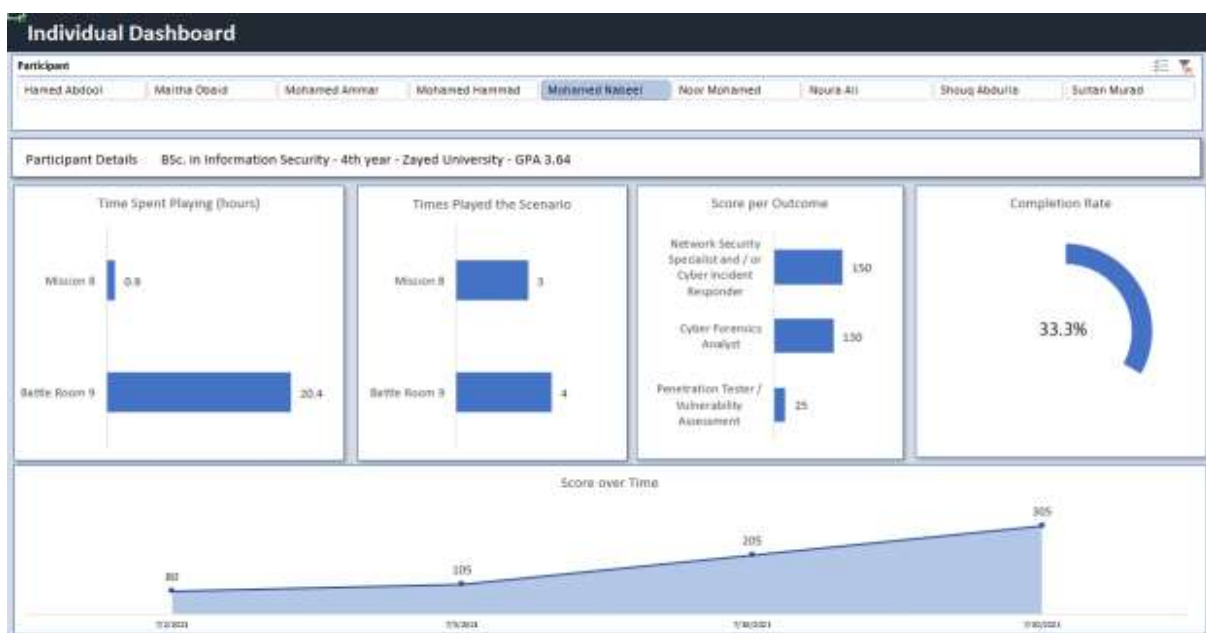 Individual Dashboard
Participant
Hamed Abdool Maitha Obaid Mohamed Ammar Mohamed Hammad Mohamed Nabeel Noor Mohamed Noura Ali Shouq Abdulla Sultan Murad
Participant Details BSc. in Information Security - 4th year - Zayed University - GPA 3.64
Time Spent Playing (hours)
Mission 8 0.9
Battle Room 9 20.4
Times Played the Scenario
Mission 8 3
Battle Room 9 4
Score per Outcome
Network Security
Specialist and / or
Cyber Incident
Responder
150
Cyber Forensics
Analyst
130
Penetration Tester /
Vulnerability
Assessment
25
Completion Rate
33.3%
Score over Time
80 105 205 305